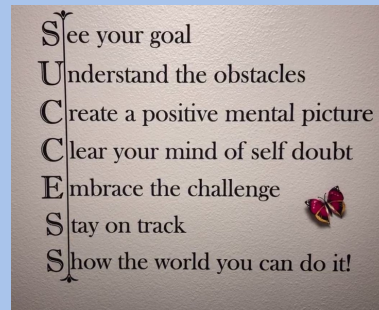 See your goal
Understand the obstacles
Create a positive mental picture
Clear your mind of self doubt
Embrace the challenge
Stay on track
Show the world you can do it!